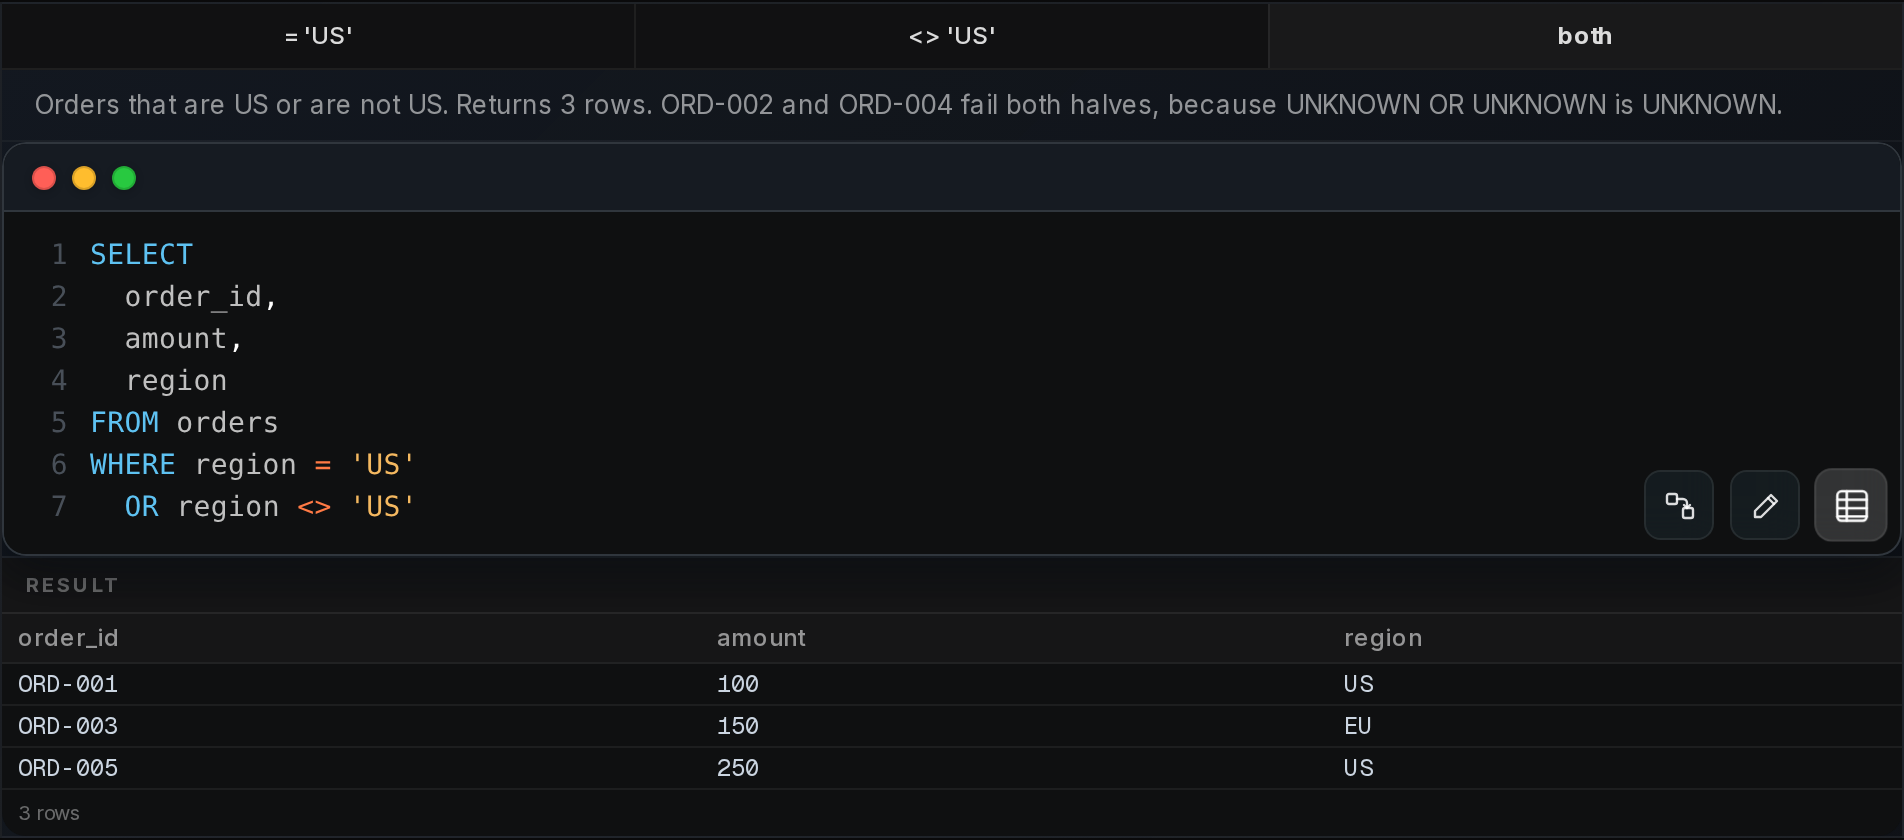 = 'US'
<> 'US'
both
Orders that are US or are not US. Returns 3 rows. ORD-002 and ORD-004 fail both halves, because UNKNOWN OR UNKNOWN is UNKNOWN.
1 SELECT
2   order_id,
3   amount,
4   region
5 FROM orders
6 WHERE region = 'US'
7   OR region <> 'US'
RESULT
order_id amount region
ORD-001 100 US
ORD-003 150 EU
ORD-005 250 US
3 rows